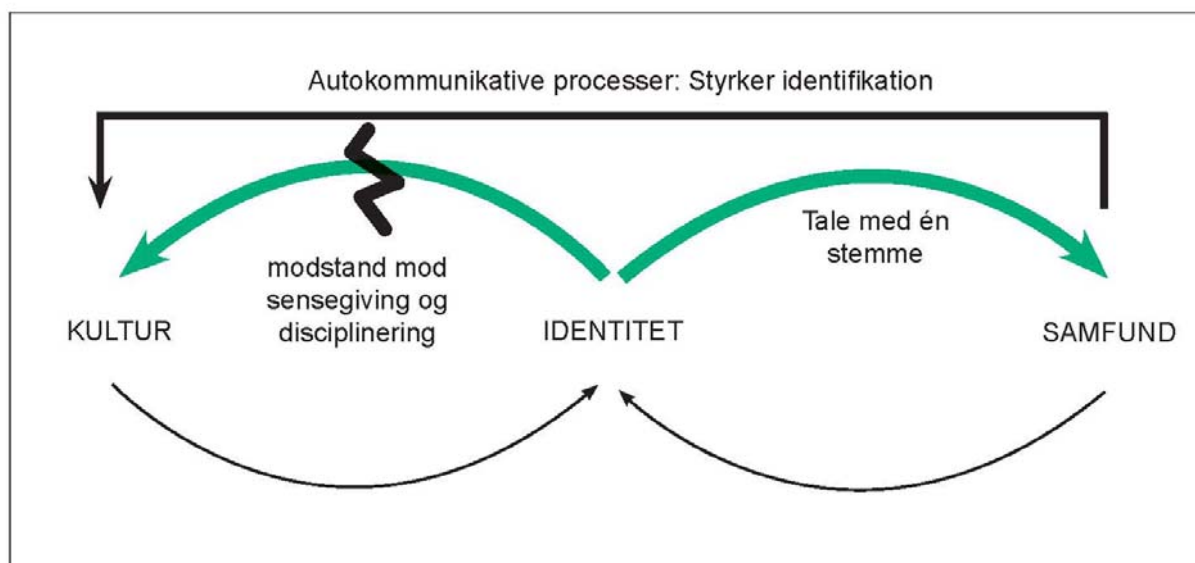 Autokommunikative processer: Styrker identifikation
Tale med én
stemme
modstand mod
sensegiving og
disciplinering
KULTUR
IDENTITET
SAMFUND